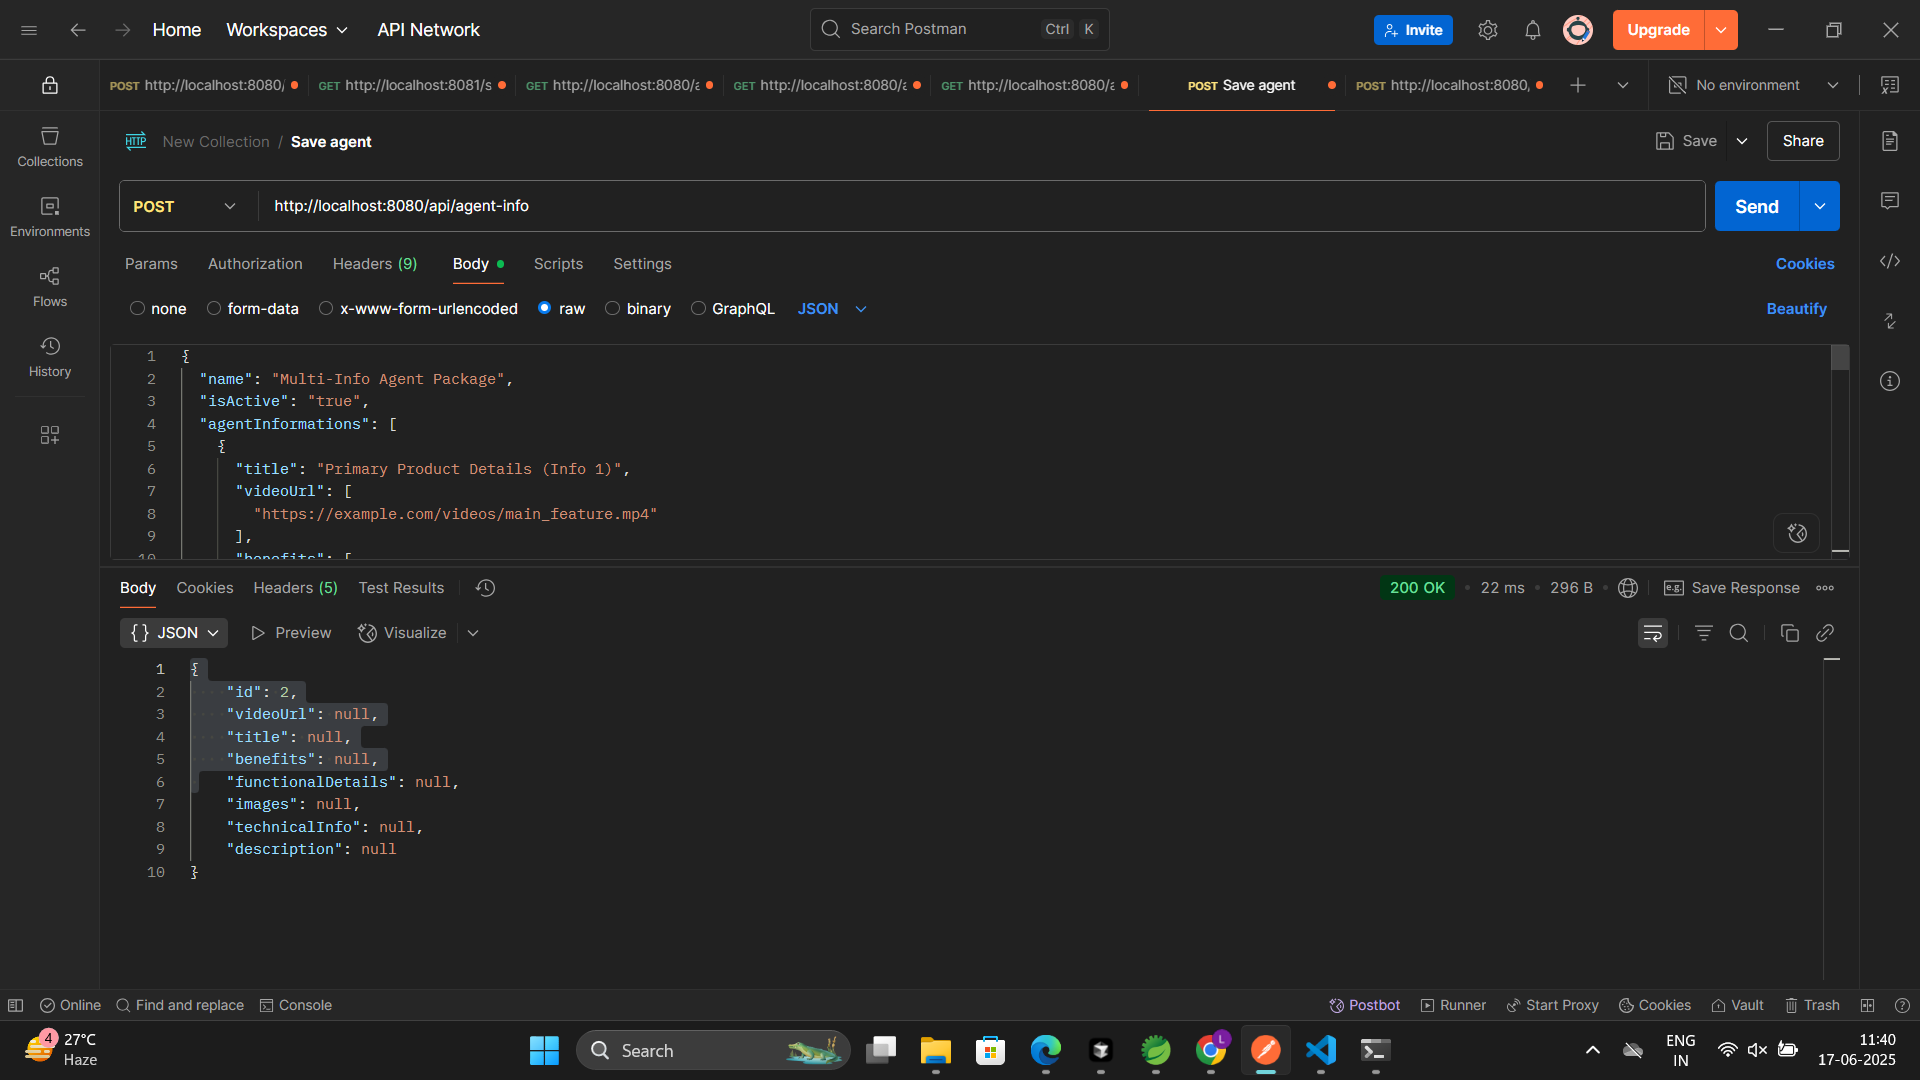 Home Workspaces API Network Search Postman Ctrl K Invite Upgrade
POST http://localhost:8080/ GET http://localhost:8081/s GET http://localhost:8080/a GET http://localhost:8080/a GET http://localhost:8080/a POST Save agent POST http://localhost:8080, No environment
HTTP New Collection / Save agent Save Share
Collections
Environments
Flows
History
POST http://localhost:8080/api/agent-info Send
Params Authorization Headers (9) Body Scripts Settings Cookies
none form-data x-www-form-urlencoded raw binary GraphQL JSON Beautify
1 {
2 "name": "Multi-Info Agent Package",
3 "isActive": "true",
4 "agentInformations": [
5 {
6 "title": "Primary Product Details (Info 1)",
7 "videoUrl": [
8 "https://example.com/videos/main_feature.mp4"
9 ],
10 "benefits": [
Body Cookies Headers (5) Test Results 200 OK • 22 ms • 296 B • e.g. Save Response
{} JSON Preview Visualize
1 {
2 "id": 2,
3 "videoUrl": null,
4 "title": null,
5 "benefits": null,
6 "functionalDetails": null,
7 "images": null,
8 "technicalInfo": null,
9 "description": null
10 }
Online Find and replace Console Postbot Runner Start Proxy Cookies Vault Trash
4 27°C
Haze
Search
L
ENG
IN
11:40
17-06-2025